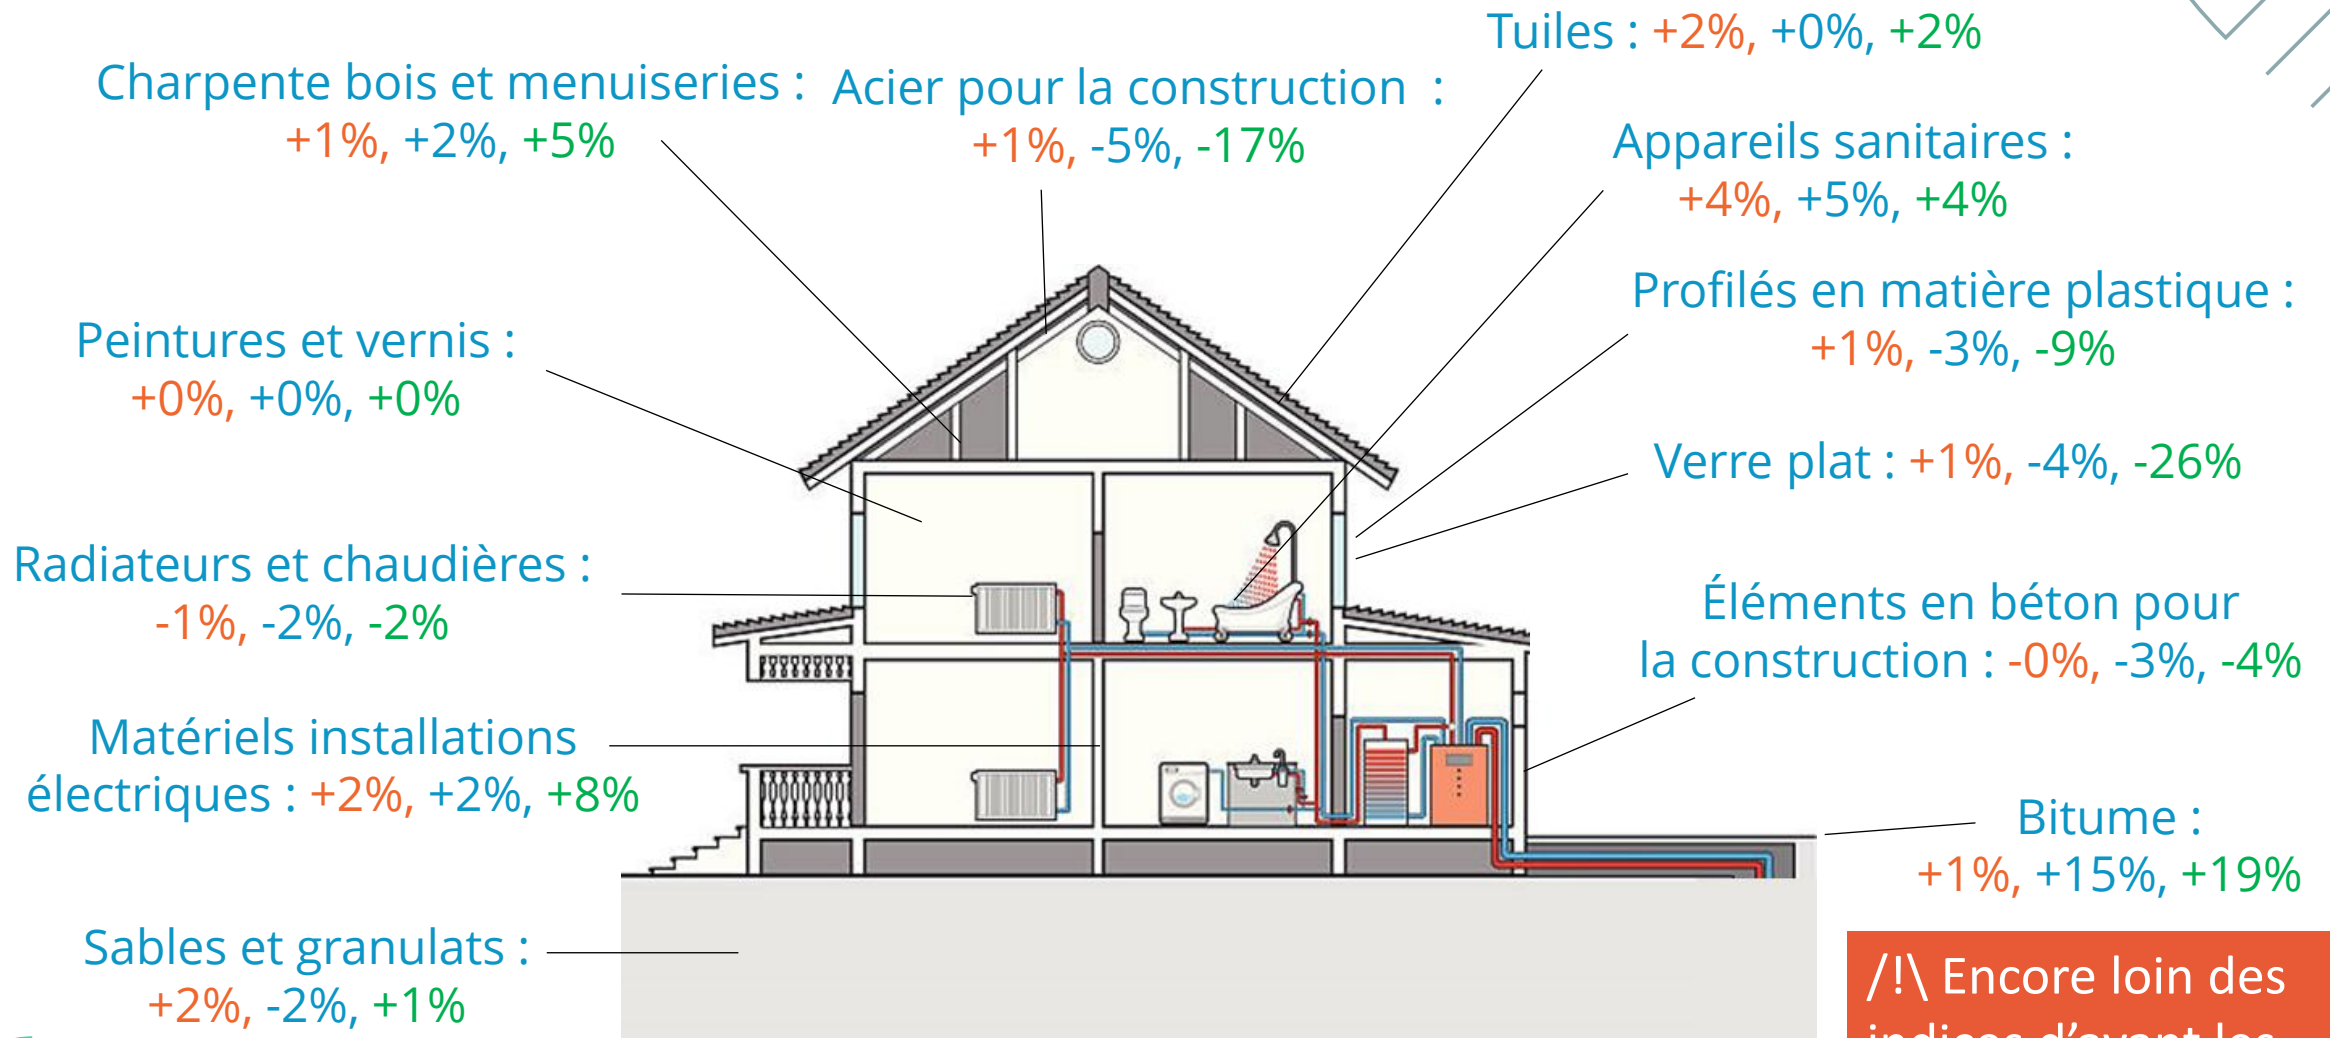 Tuiles : +2%, +0%, +2%
Charpente bois et menuiseries :
+1%, +2%, +5%
Acier pour la construction :
+1%, -5%, -17%
Appareils sanitaires :
+4%, +5%, +4%
Profilés en matière plastique :
+1%, -3%, -9%
Peintures et vernis :
+0%, +0%, +0%
Verre plat : +1%, -4%, -26%
Radiateurs et chaudières :
-1%, -2%, -2%
Éléments en béton pour
la construction : -0%, -3%, -4%
Matériels installations
électriques : +2%, +2%, +8%
Bitume :
+1%, +15%, +19%
Sables et granulats :
+2%, -2%, +1%
/!\ Encore loin des
indices d'avant les